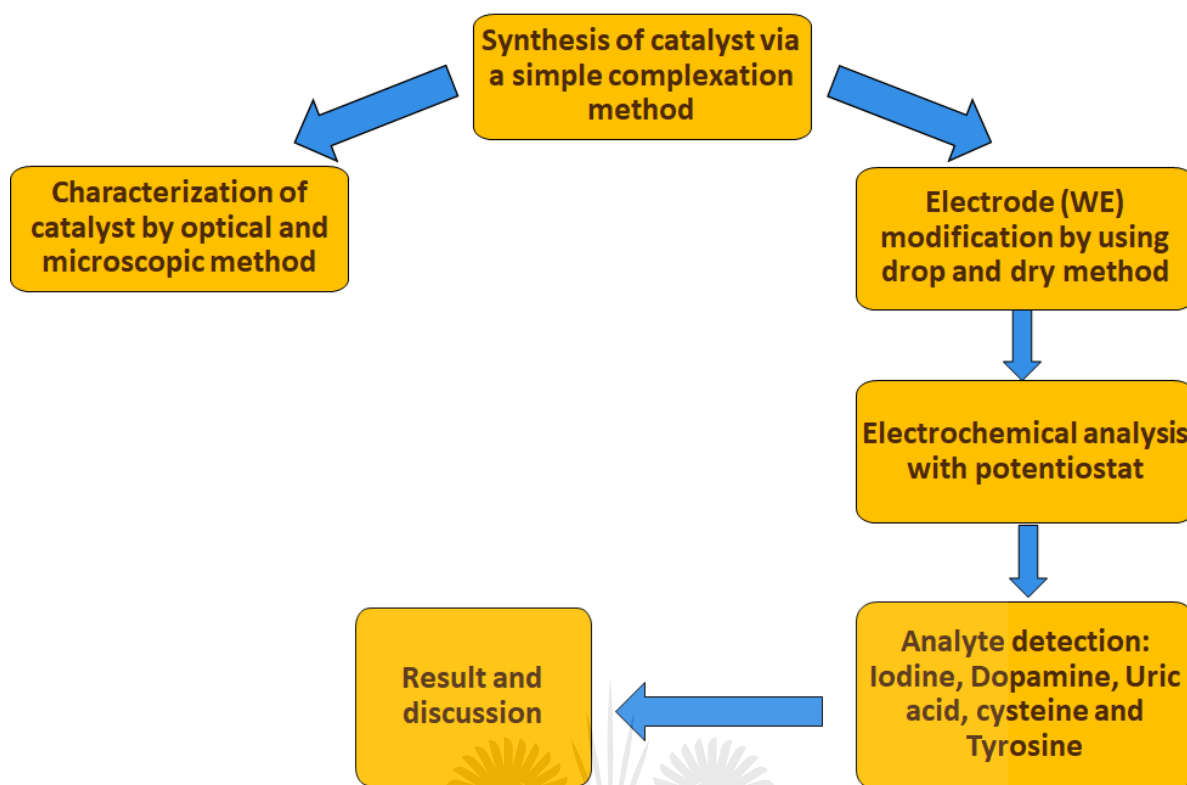 Synthesis of catalyst via
a simple complexation
method
Characterization of
catalyst by optical and
microscopic method
Electrode (WE)
modification by using
drop and dry method
Electrochemical analysis
with potentiostat
Analyte detection:
Iodine, Dopamine, Uric
acid, cysteine and
Tyrosine
Result and
discussion